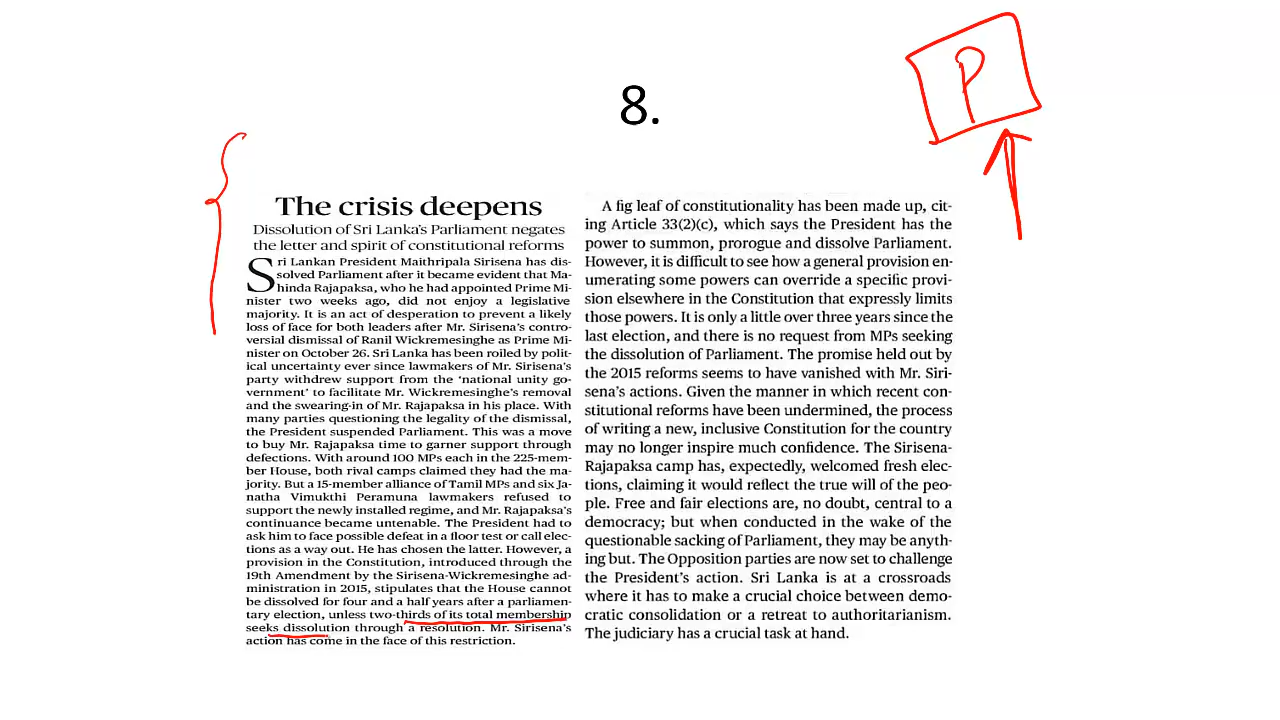 8.
P
The crisis deepens
Dissolution of Sri Lanka's Parliament negates
the letter and spirit of constitutional reforms
Sri Lankan President Maithripala Sirisena has dis-
solved Parliament after it became evident that Ma-
hinda Rajapaksa, who he had appointed Prime Mi-
nister two weeks ago, did not enjoy a legislative
majority. It is an act of desperation to prevent a likely
loss of face for both leaders after Mr. Sirisena's contro-
versial dismissal of Ranil Wickremesinghe as Prime Mi-
nister on October 26. Sri Lanka has been roiled by polit-
ical uncertainty ever since lawmakers of Mr. Sirisena's
party withdrew support from the 'national unity go-
vernment' to facilitate Mr. Wickremesinghe's removal
and the swearing-in of Mr. Rajapaksa in his place. With
many parties questioning the legality of the dismissal,
the President suspended Parliament. This was a move
to buy Mr. Rajapaksa time to garner support through
defections. With around 100 MPs each in the 225-mem-
ber House, both rival camps claimed they had the ma-
jority. But a 15-member alliance of Tamil MPs and six Ja-
natha Vimukthi Peramuna lawmakers refused to
support the newly installed regime, and Mr. Rajapaksa's
continuance became untenable. The President had to
ask him to face possible defeat in a floor test or call elec-
tions as a way out. He has chosen the latter. However, a
provision in the Constitution, introduced through the
19th Amendment by the Sirisena-Wickremesinghe ad-
ministration in 2015, stipulates that the House cannot
be dissolved for four and a half years after a parliamen-
tary election, unless two-thirds of its total membership
seeks dissolution through a resolution. Mr. Sirisena's
action has come in the face of this restriction.
A fig leaf of constitutionality has been made up, cit-
ing Article 33(2)(c), which says the President has the
power to summon, prorogue and dissolve Parliament.
However, it is difficult to see how a general provision en-
umerating some powers can override a specific provi-
sion elsewhere in the Constitution that expressly limits
those powers. It is only a little over three years since the
last election, and there is no request from MPs seeking
the dissolution of Parliament. The promise held out by
the 2015 reforms seems to have vanished with Mr. Siri-
sena's actions. Given the manner in which recent con-
stitutional reforms have been undermined, the process
of writing a new, inclusive Constitution for the country
may no longer inspire much confidence. The Sirisena-
Rajapaksa camp has, expectedly, welcomed fresh elec-
tions, claiming it would reflect the true will of the peo-
ple. Free and fair elections are, no doubt, central to a
democracy; but when conducted in the wake of the
questionable sacking of Parliament, they may be anyth-
ing but. The Opposition parties are now set to challenge
the President's action. Sri Lanka is at a crossroads
where it has to make a crucial choice between demo-
cratic consolidation or a retreat to authoritarianism.
The judiciary has a crucial task at hand.